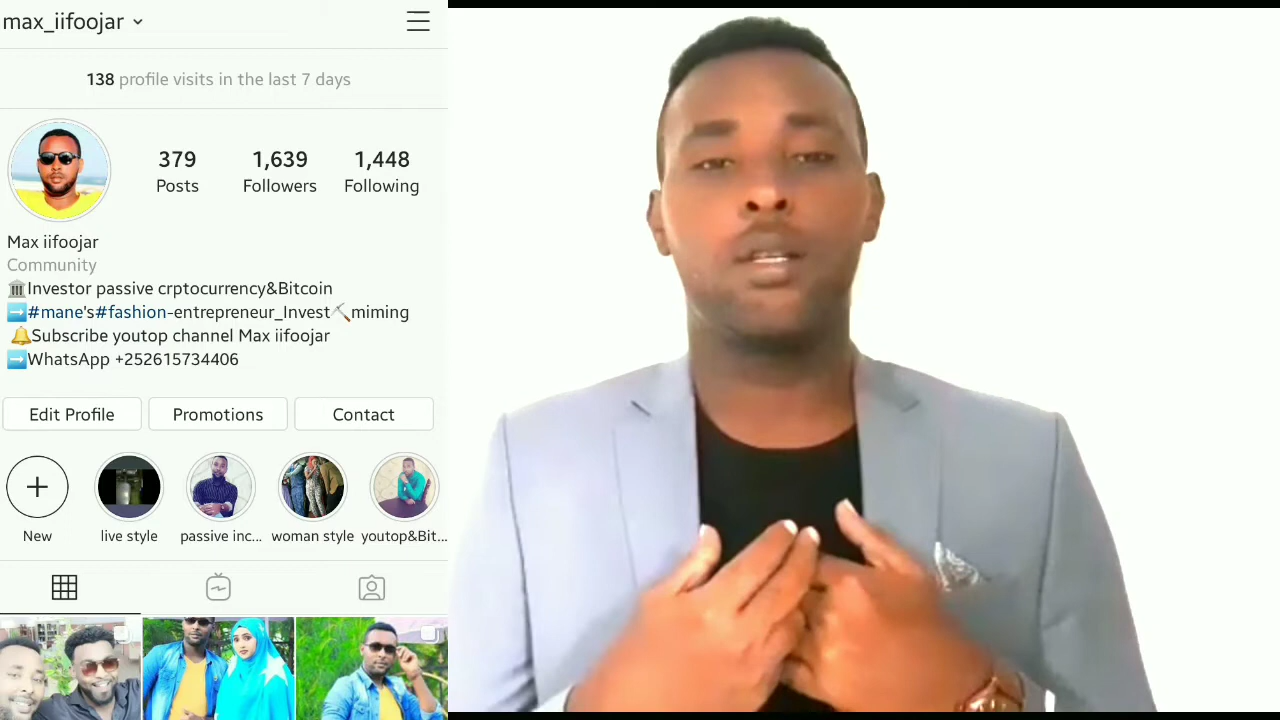 max_iifoojar
138 profile visits in the last 7 days
379 1,639 1,448
Posts Followers Following
Max iifoojar
Community
🏛Investor passive crptocurrency&Bitcoin
➡#mane's#fashion-entrepreneur_Invest⛏miming
🔔Subscribe youtop channel Max iifoojar
➡WhatsApp +252615734406
Edit Profile Promotions Contact
New live style passive inc... woman style youtop&Bit...